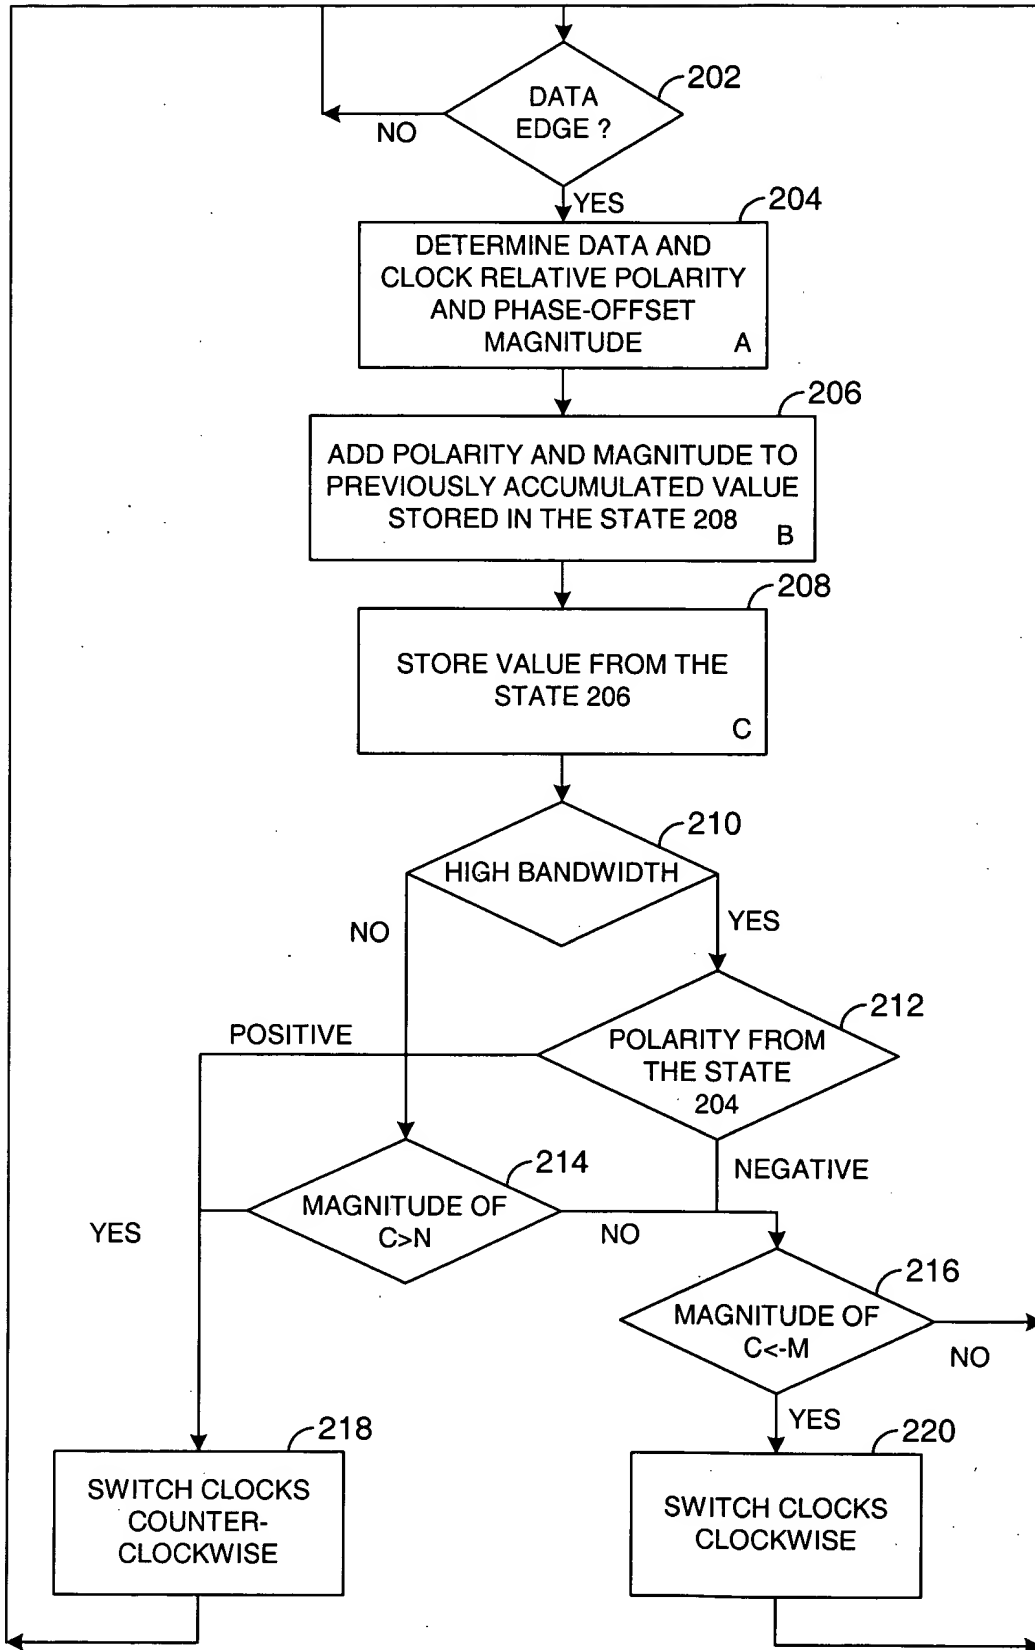 202
DATA
EDGE ?
NO
YES
204
DETERMINE DATA AND
CLOCK RELATIVE POLARITY
AND PHASE-OFFSET
MAGNITUDE
A
206
ADD POLARITY AND MAGNITUDE TO
PREVIOUSLY ACCUMULATED VALUE
STORED IN THE STATE 208
B
208
STORE VALUE FROM THE
STATE 206
C
210
HIGH BANDWIDTH
NO
YES
212
POSITIVE
POLARITY FROM
THE STATE
204
NEGATIVE
214
MAGNITUDE OF
C>N
YES
NO
216
MAGNITUDE OF
C<-M
NO
YES
218
SWITCH CLOCKS
COUNTER-
CLOCKWISE
220
SWITCH CLOCKS
CLOCKWISE